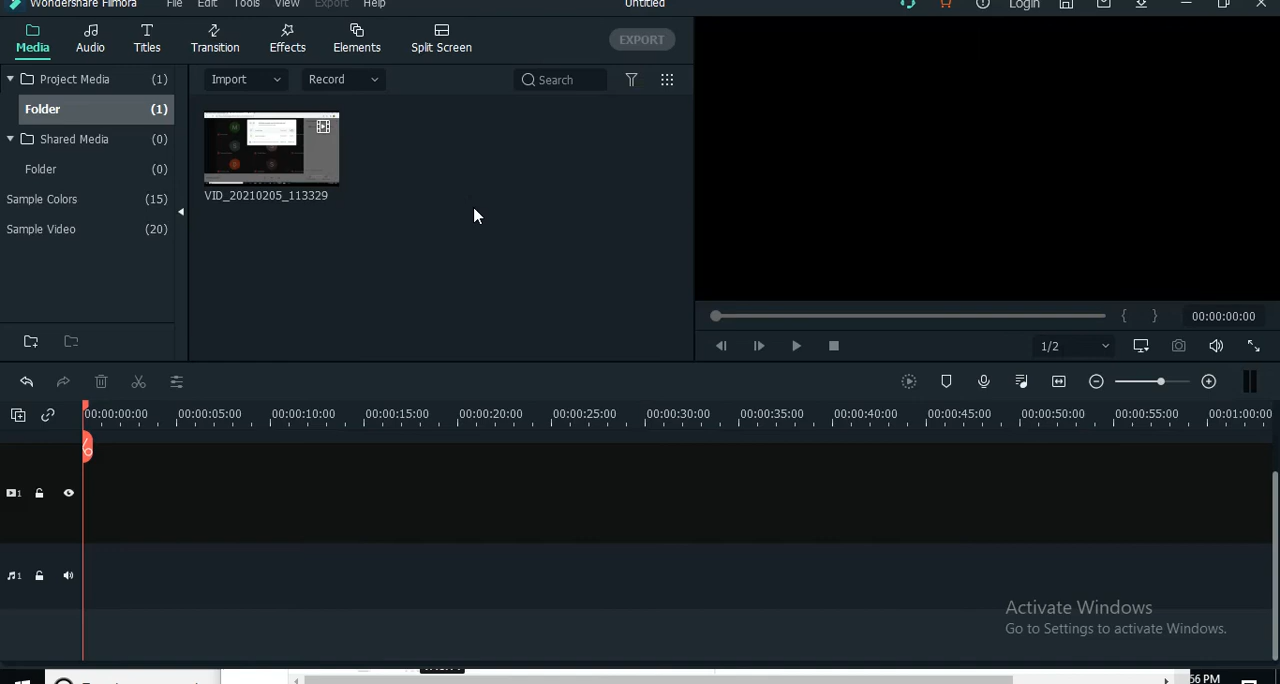 Wondershare Filmora File Edit Tools View Export Help Untitled Login
Media Audio Titles Transition Effects Elements Split Screen EXPORT
Project Media (1)
Folder (1)
Shared Media (0)
Folder (0)
Sample Colors (15)
Sample Video (20)
Import Record Search
VID_20210205_113329
00:00:00:00
1/2
00:00:00:00 00:00:05:00 00:00:10:00 00:00:15:00 00:00:20:00 00:00:25:00 00:00:30:00 00:00:35:00 00:00:40:00 00:00:45:00 00:00:50:00 00:00:55:00 00:01:00:00
1
1
Activate Windows
Go to Settings to activate Windows.
56 PM